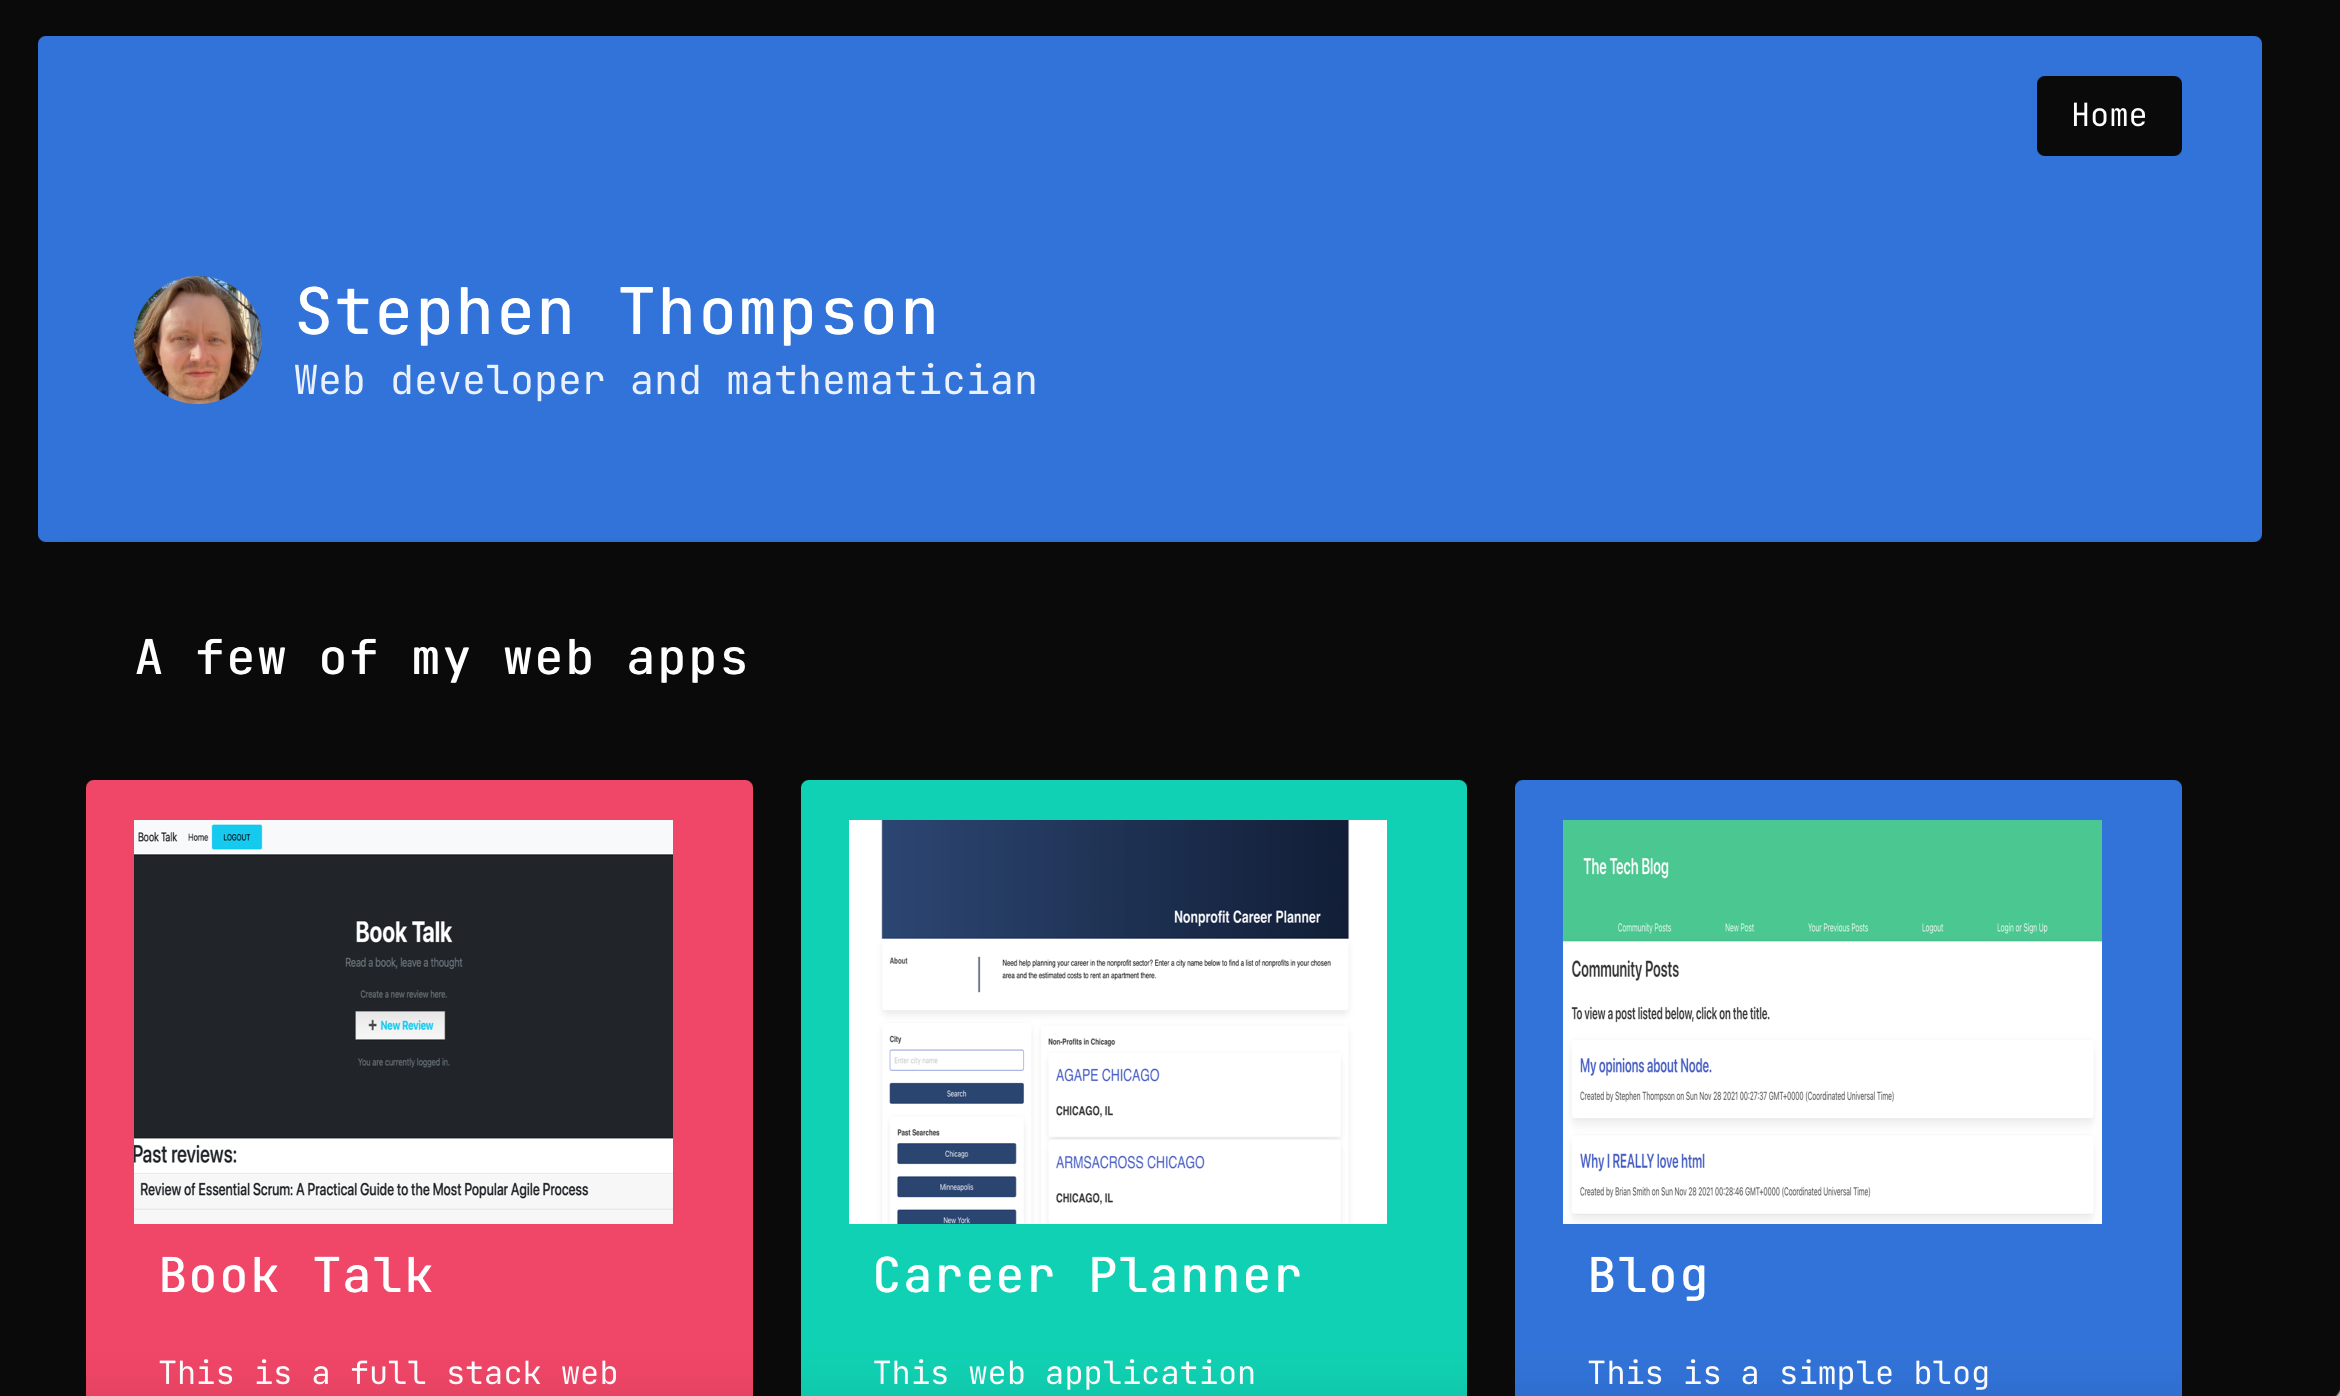 Home
Stephen Thompson
Web developer and mathematician
A few of my web apps
Book Talk Home LOGOUT
Book Talk
Read a book, leave a thought
Create a new review here.
+ New Review
You are currently logged in.
Past reviews:
Review of Essential Scrum: A Practical Guide to the Most Popular Agile Process
Book Talk
This is a full stack web
Nonprofit Career Planner
About
Need help planning your career in the nonprofit sector? Enter a city name below to find a list of nonprofits in your chosen
area and the estimated costs to rent an apartment there.
City
Enter city name
Search
Past Searches
Chicago
Minneapolis
New York
Non-Profits in Chicago
AGAPE CHICAGO
CHICAGO, IL
ARMSACROSS CHICAGO
CHICAGO, IL
Career Planner
This web application
The Tech Blog
Community Posts New Post Your Previous Posts Logout Login or Sign Up
Community Posts
To view a post listed below, click on the title.
My opinions about Node.
Created by Stephen Thompson on Sun Nov 28 2021 00:27:37 GMT+0000 (Coordinated Universal Time)
Why I REALLY love html
Created by Brian Smith on Sun Nov 28 2021 00:28:46 GMT+0000 (Coordinated Universal Time)
Blog
This is a simple blog